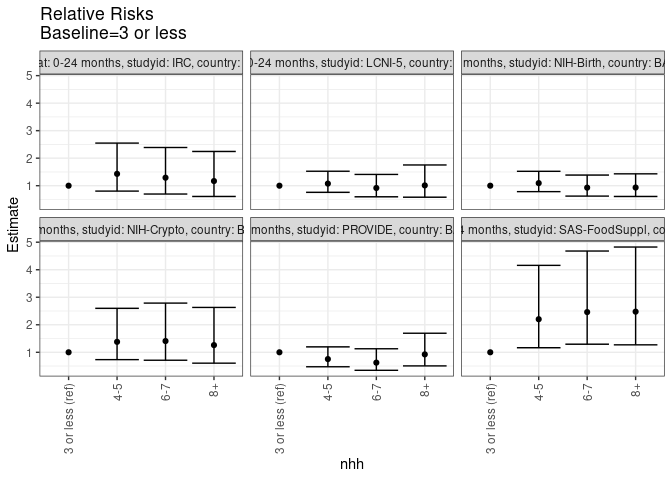 Relative Risks
Baseline=3 or less
at: 0-24 months, studyid: IRC, country:
0-24 months, studyid: LCNI-5, country:
months, studyid: NIH-Birth, country: BA
5
4
3
2
1
months, studyid: NIH-Crypto, country: B
months, studyid: PROVIDE, country: B
4 months, studyid: SAS-FoodSuppl, co
5
4
3
2
1
Estimate
3 or less (ref)
4-5
6-7
8+
3 or less (ref)
4-5
6-7
8+
3 or less (ref)
4-5
6-7
8+
nhh